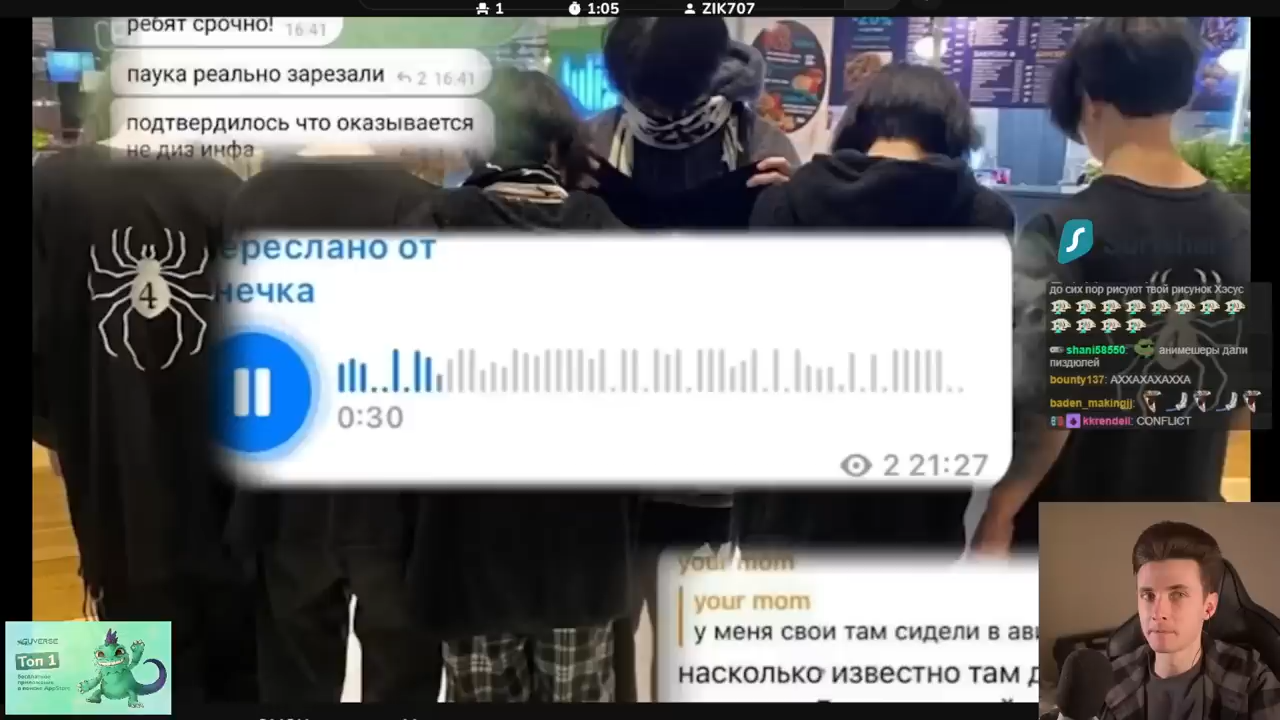 1
1:05
ZIK707
ребят срочно! 16:41
паука реально зарезали 2 16:41
подтвердилось что оказывается
не диз инфа
-20%
4
ереслано от
нечка
0:30
2 21:27
до сих пор рисуют твой рисунок Хэсус
shani58550: анимешеры дали
пиздюлей
bounty137: АХХАХАХАХХА
baden_makingjj:
kkrendell: CONFLICT
your mom
your mom
у меня свои там сидели в ави
насколько известно там д
AQUVERSE
Топ 1